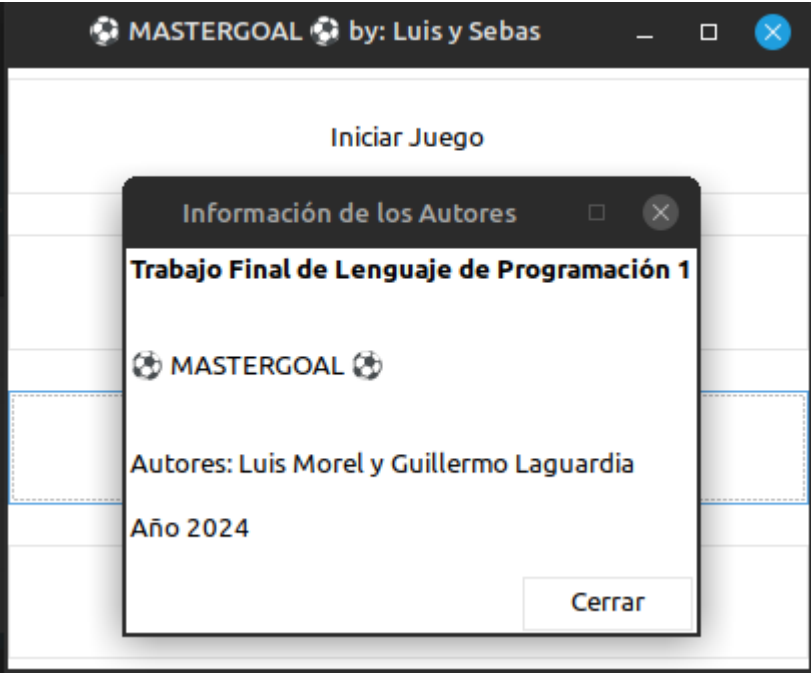 ⚽ MASTERGOAL ⚽ by: Luis y Sebas
Iniciar Juego
Información de los Autores
Trabajo Final de Lenguaje de Programación 1
⚽ MASTERGOAL ⚽
Autores: Luis Morel y Guillermo Laguardia
Año 2024
Cerrar